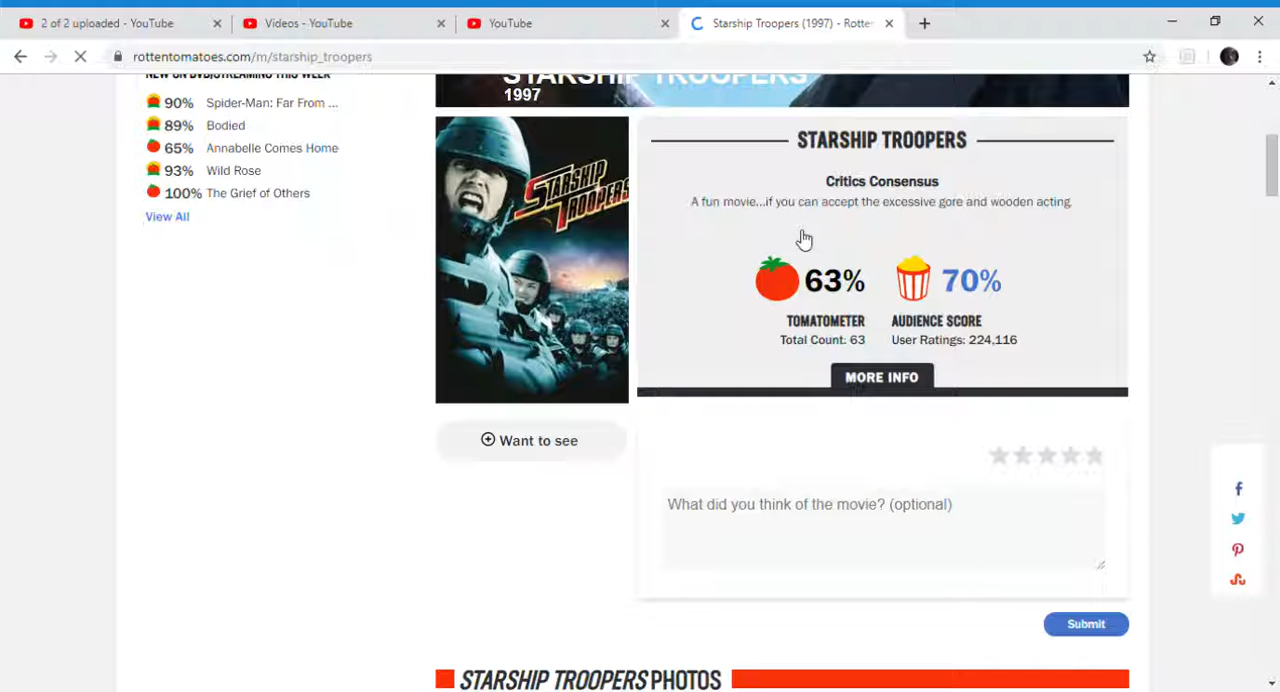 2 of 2 uploaded - YouTube
Videos - YouTube
YouTube
Starship Troopers (1997) - Rotte
rottentomatoes.com/m/starship_troopers
NEW ON DVD/STREAMING THIS WEEK
90% Spider-Man: Far From ...
89% Bodied
65% Annabelle Comes Home
93% Wild Rose
100% The Grief of Others
View All
STARSHIP TROOPERS
1997
STARSHIP TROOPERS
STARSHIP TROOPERS
Critics Consensus
A fun movie...if you can accept the excessive gore and wooden acting.
63%
70%
TOMATOMETER
AUDIENCE SCORE
Total Count: 63
User Ratings: 224,116
MORE INFO
Want to see
What did you think of the movie? (optional)
Submit
STARSHIP TROOPERS PHOTOS